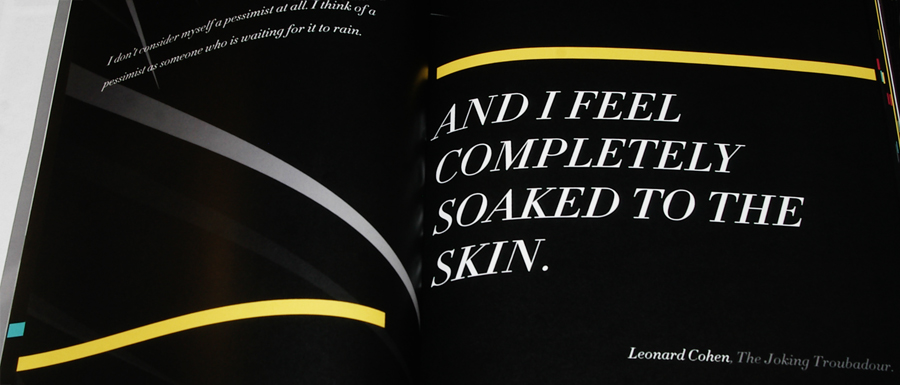 I don't consider myself a pessimist at all. I think of a
pessimist as someone who is waiting for it to rain.
AND I FEEL
COMPLETELY
SOAKED TO THE
SKIN.
Leonard Cohen, The Joking Troubadour.